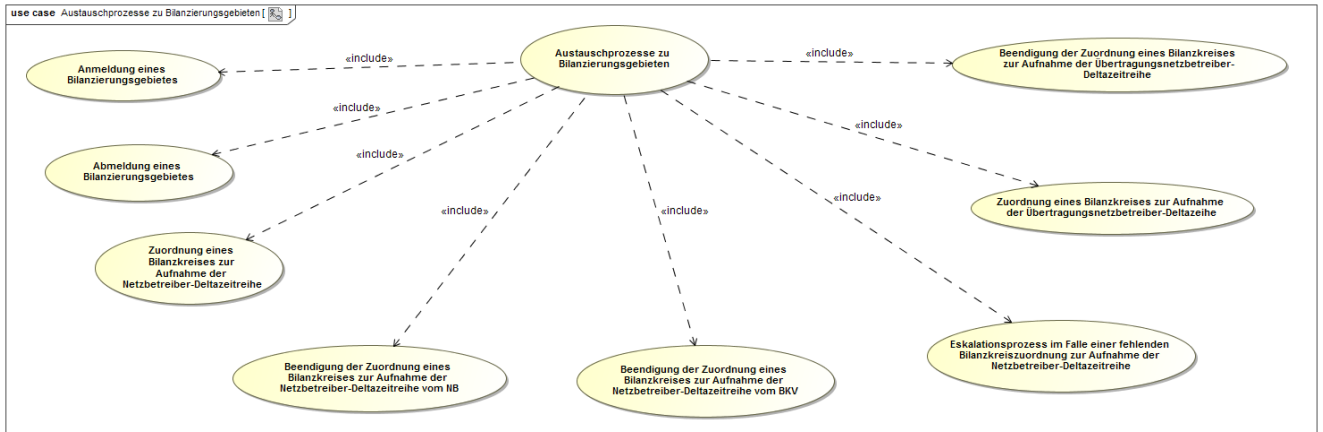 use case Austauschprozesse zu Bilanzierungsgebieten [ ]
Anmeldung eines
Bilanzierungsgebietes
«include»
Austauschprozesse zu
Bilanzierungsgebieten
«include»
Beendigung der Zuordnung eines Bilanzkreises
zur Aufnahme der Übertragungsnetzbetreiber-
Deltazeitreihe
«include»
«include»
Abmeldung eines
Bilanzierungsgebietes
«include»
Zuordnung eines Bilanzkreises zur Aufnahme
der Übertragungsnetzbetreiber-Deltazeihe
«include»
«include»
«include»
Zuordnung eines
Bilanzkreises zur
Aufnahme der
Netzbetreiber-Deltazeitreihe
Beendigung der Zuordnung eines
Bilanzkreises zur Aufnahme der
Netzbetreiber-Deltazeitreihe vom NB
Beendigung der Zuordnung eines
Bilanzkreises zur Aufnahme der
Netzbetreiber-Deltazeitreihe vom BKV
Eskalationsprozess im Falle einer fehlenden
Bilanzkreiszuordnung zur Aufnahme der
Netzbetreiber-Deltazeitreihe